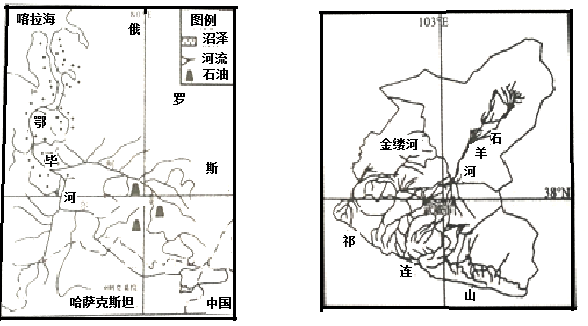 喀拉海
俄
图例
沼泽
河流
石油
罗
鄂
毕
河
斯
哈萨克斯坦
中国
103°E
金缕河
石
羊
河
38°N
祁
连
山